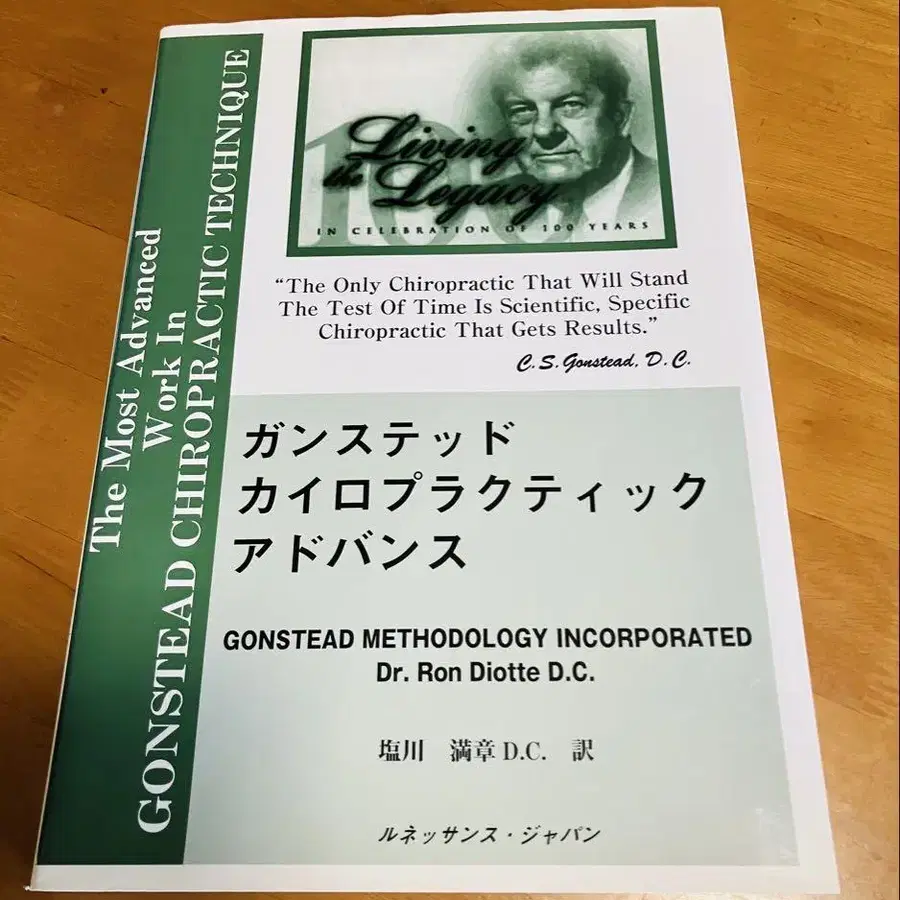 The Most Advanced
Work In
GONSTEAD CHIROPRACTIC TECHNIQUE
100
Living
the
Legacy
IN CELEBRATION OF 100 YEARS
“The Only Chiropractic That Will Stand
The Test Of Time Is Scientific, Specific
Chiropractic That Gets Results.”
C.S. Gonstead, D.C.
ガンステッド
カイロプラクティック
アドバンス
GONSTEAD METHODOLOGY INCORPORATED
Dr. Ron Diotte D.C.
塩川　満章 D.C.　訳
ルネッサンス・ジャパン